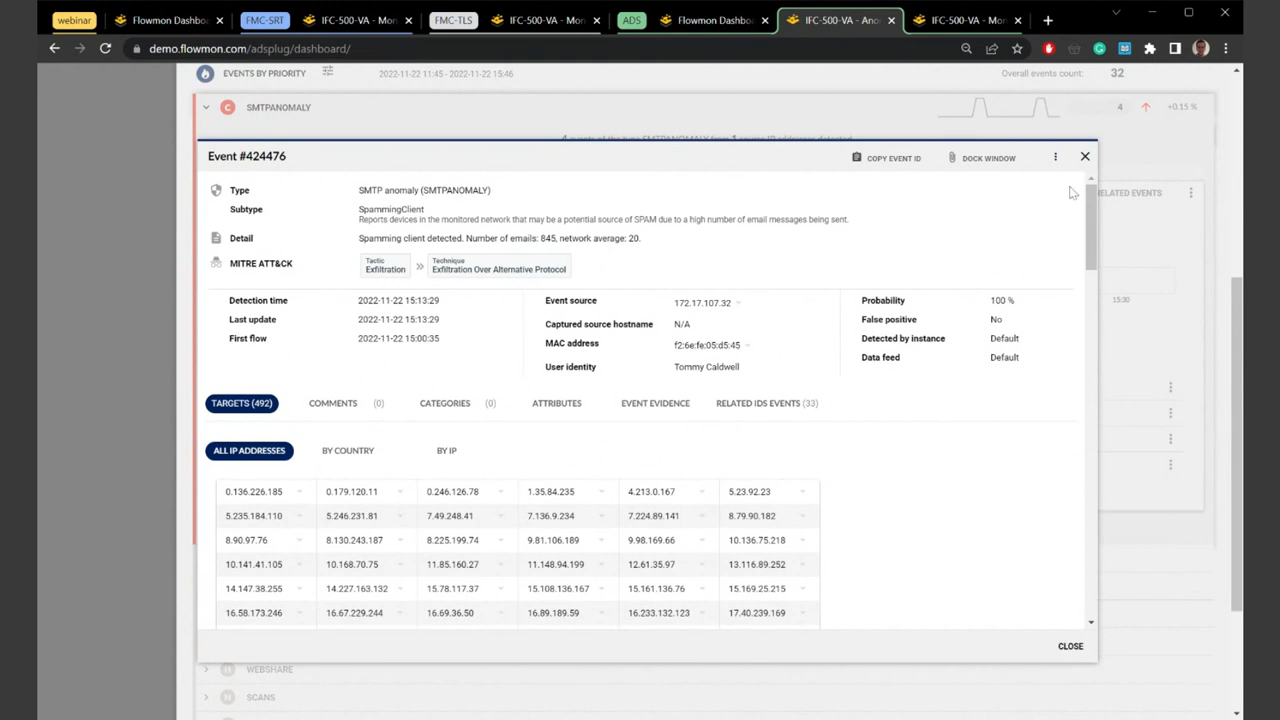 webinar
Flowmon Dashbo
FMC-SRT
IFC-500-VA - Mon
FMC-TLS
IFC-500-VA - Mon
ADS
Flowmon Dashbo
IFC-500-VA - Ano
IFC-500-VA - Mo
demo.flowmon.com/adsplug/dashboard/
EVENTS BY PRIORITY
2022-11-22 11:45 - 2022-11-22 15:46
Overall events count: 32
C SMTPANOMALY 4 +0.15 %
4 events of the type SMTPANOMALY from 1 source IP addresses detected
Event #424476
COPY EVENT ID
DOCK WINDOW
Type SMTP anomaly (SMTPANOMALY)
RELATED EVENTS
Subtype SpammingClient
Reports devices in the monitored network that may be a potential source of SPAM due to a high number of email messages being sent.
Detail Spamming client detected. Number of emails: 845, network average: 20.
MITRE ATT&CK
Tactic
Exfiltration
»
Technique
Exfiltration Over Alternative Protocol
Detection time 2022-11-22 15:13:29
Last update 2022-11-22 15:13:29
First flow 2022-11-22 15:00:35
Event source 172.17.107.32
Captured source hostname N/A
MAC address f2:6e:fe:05:d5:45
User identity Tommy Caldwell
Probability 100 %
False positive No
Detected by instance Default
Data feed Default
15:30
TARGETS (492)
COMMENTS (0)
CATEGORIES (0)
ATTRIBUTES
EVENT EVIDENCE
RELATED IDS EVENTS (33)
ALL IP ADDRESSES
BY COUNTRY
BY IP
0.136.226.185 0.179.120.11 0.246.126.78 1.35.84.235 4.213.0.167 5.23.92.23
5.235.184.110 5.246.231.81 7.49.248.41 7.136.9.234 7.224.89.141 8.79.90.182
8.90.97.76 8.130.243.187 8.225.199.74 9.81.106.189 9.98.169.66 10.136.75.218
10.141.41.105 10.168.70.75 11.85.160.27 11.148.94.199 12.61.35.97 13.116.89.252
14.147.38.255 14.227.163.132 15.78.117.37 15.108.136.167 15.161.136.76 15.169.25.215
16.58.173.246 16.67.229.244 16.69.36.50 16.89.189.59 16.233.132.123 17.40.239.169
CLOSE
WEBSHARE
SCANS